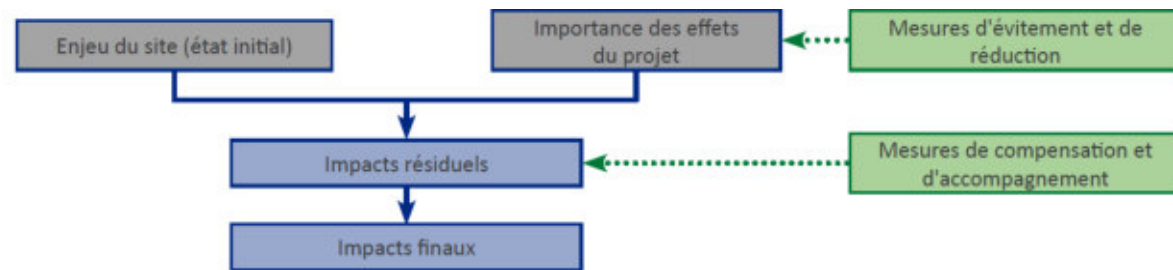 Enjeu du site (état initial)
Importance des effets
du projet
Mesures d'évitement et de
réduction
Impacts résiduels
Mesures de compensation et
d'accompagnement
Impacts finaux